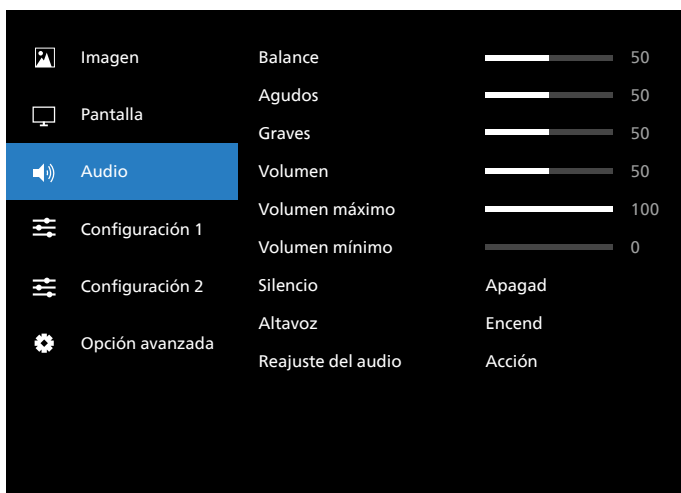 Imagen
Pantalla
Audio
Configuración 1
Configuración 2
Opción avanzada
Balance 50
Agudos 50
Graves 50
Volumen 50
Volumen máximo 100
Volumen mínimo 0
Silencio Apagad
Altavoz Encend
Reajuste del audio Acción